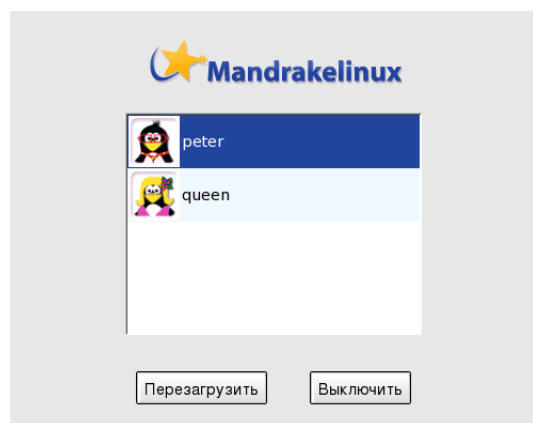 Mandrakelinux
peter
queen
Перезагрузить
Выключить